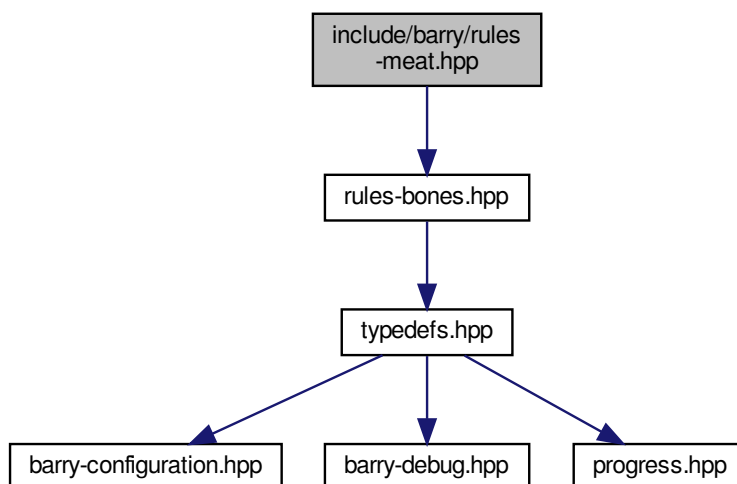 include/barry/rules
-meat.hpp
rules-bones.hpp
typedefs.hpp
barry-configuration.hpp
barry-debug.hpp
progress.hpp